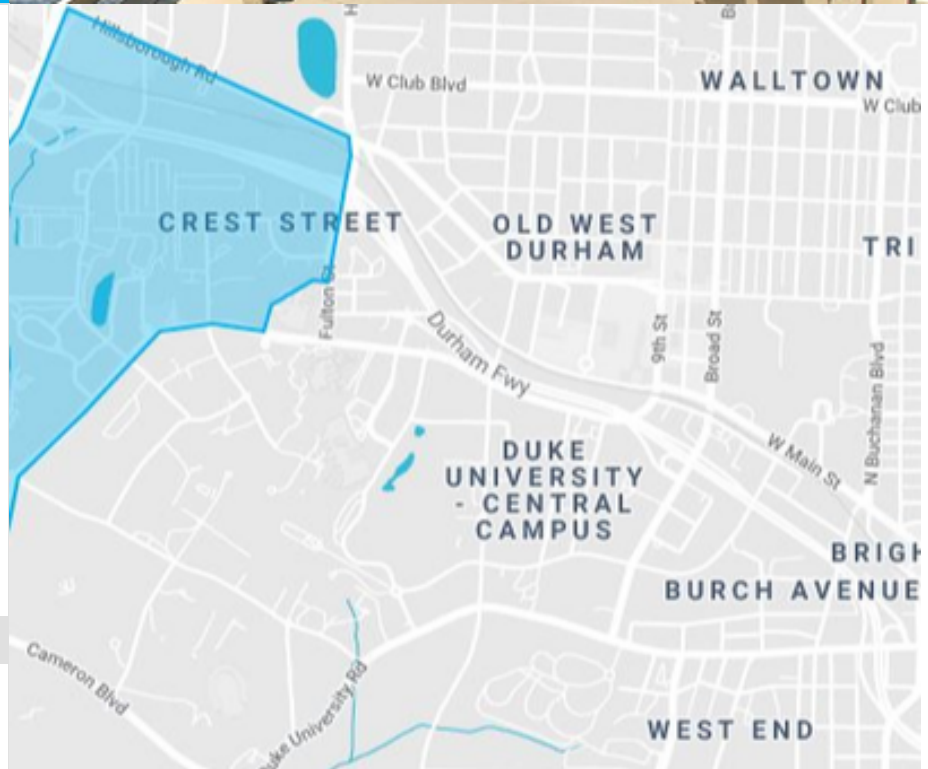 H
Hillsborough Rd
W Club Blvd
WALLTOWN
W Club
CREST STREET
OLD WEST
DURHAM
TRI
Fulton St
Durham Fwy
9th St
Broad St
N Buchanan Blvd
DUKE
UNIVERSITY
- CENTRAL
CAMPUS
W Main St
BRIGH
BURCH AVENUE
Cameron Blvd
Duke University Rd
WEST END